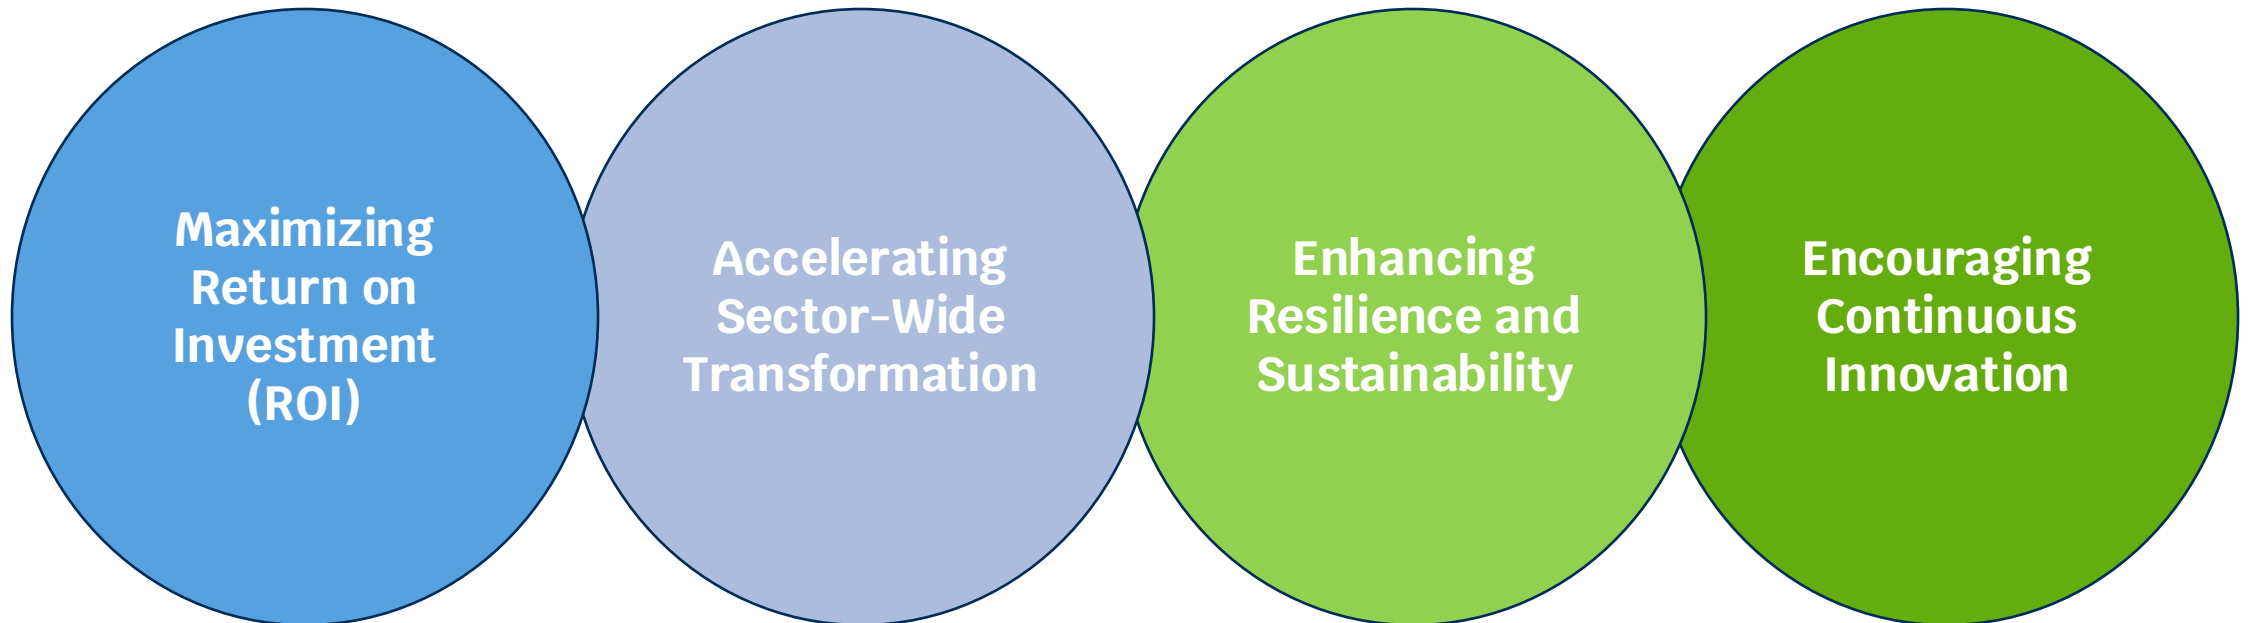 Maximizing
Return on
Investment
(ROI)
Accelerating
Sector-Wide
Transformation
Enhancing
Resilience and
Sustainability
Encouraging
Continuous
Innovation